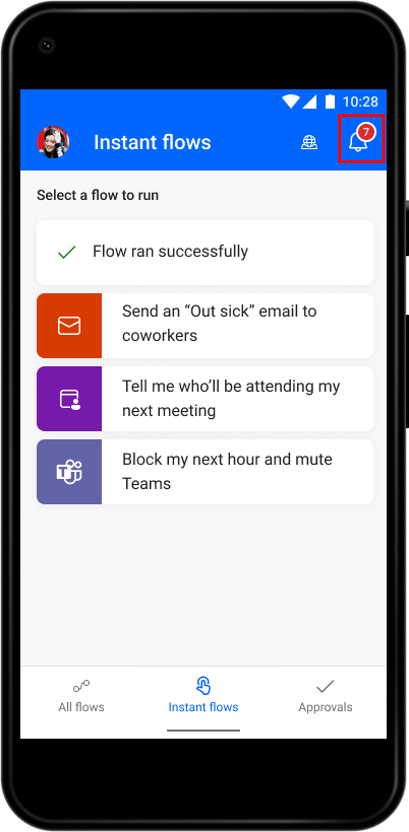 10:28
Instant flows
7
Select a flow to run
Flow ran successfully
Send an “Out sick” email to
coworkers
Tell me who’ll be attending my
next meeting
Block my next hour and mute
Teams
All flows
Instant flows
Approvals